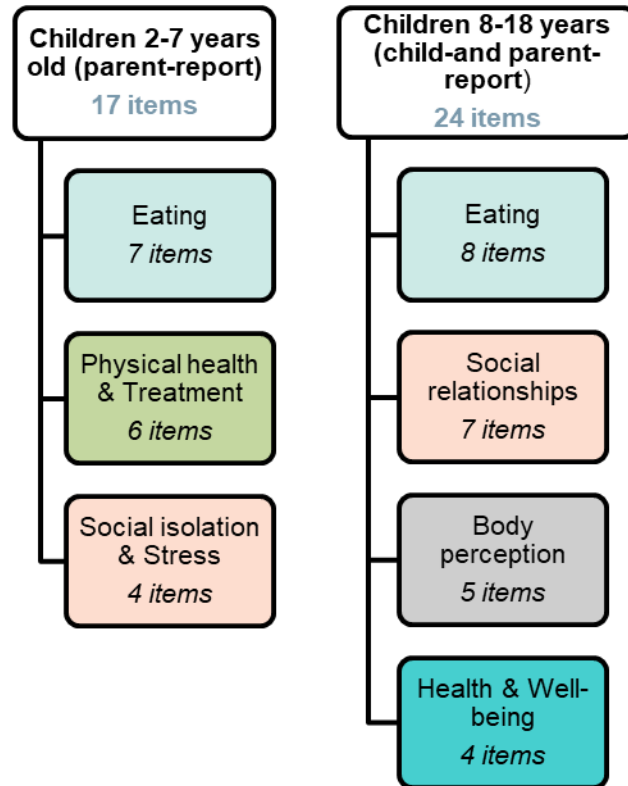 Children 2-7 years
old (parent-report)
17 items
Eating
7 items
Physical health
& Treatment
6 items
Social isolation
& Stress
4 items
Children 8-18 years
(child-and parent-
report)
24 items
Eating
8 items
Social
relationships
7 items
Body
perception
5 items
Health & Well-
being
4 items